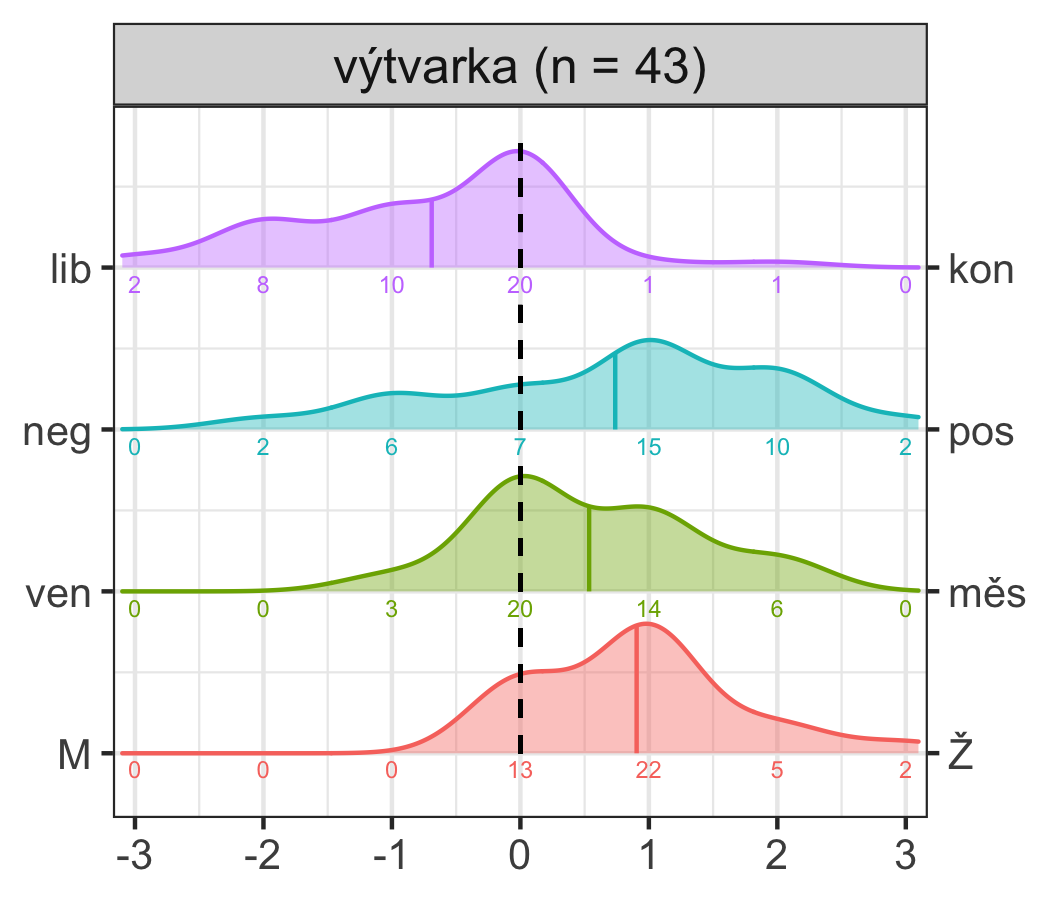 výtvarka (n = 43)
lib kon
2 8 10 20 1 1 0
neg pos
0 2 6 7 15 10 2
ven měs
0 0 3 20 14 6 0
M Ž
0 0 0 13 22 5 2
-3 -2 -1 0 1 2 3